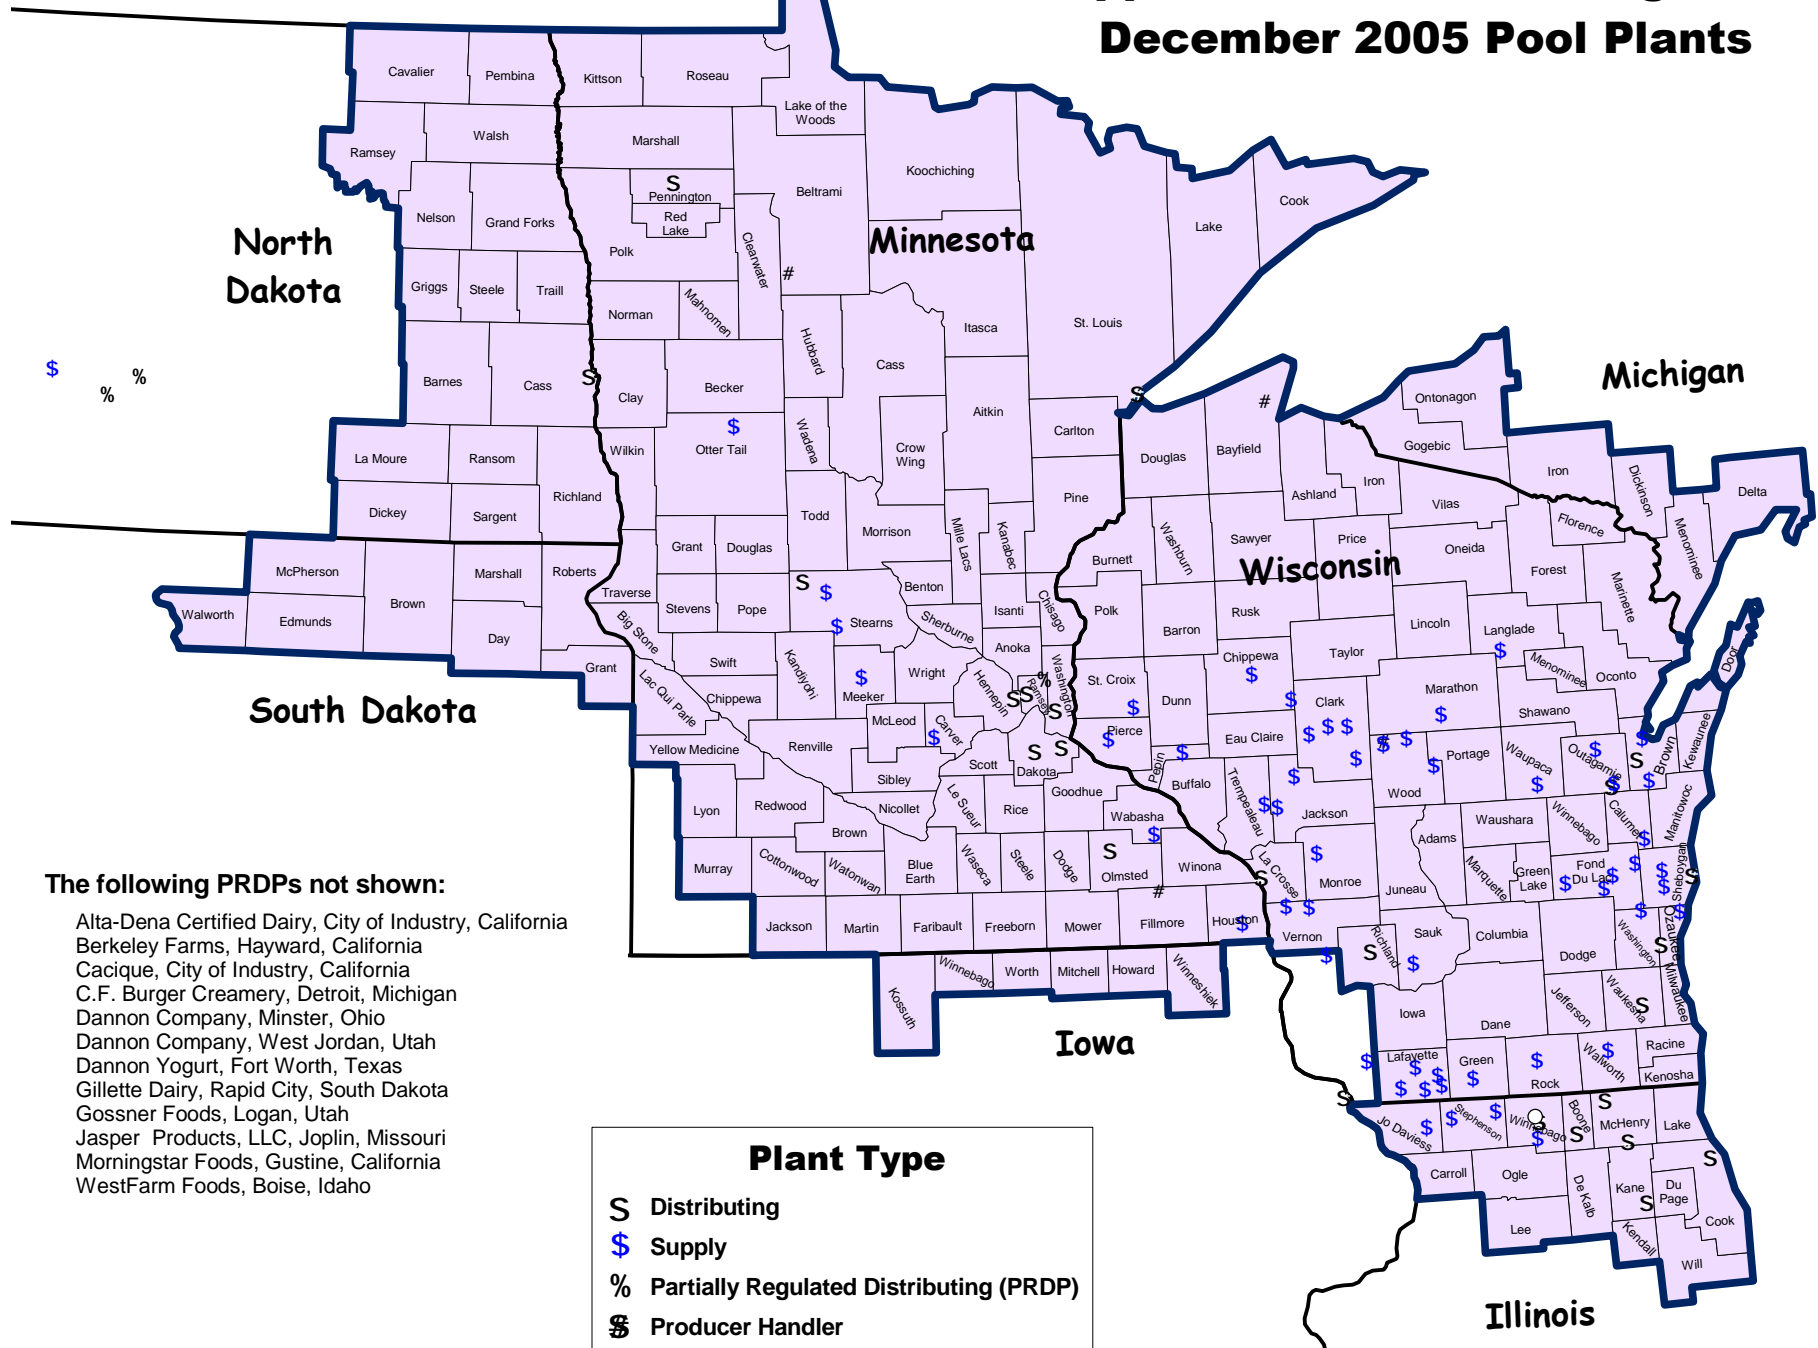 December 2005 Pool Plants
Cavalier
Pembina
Kittson
Roseau
Lake of the
Woods
Walsh
Marshall
Ramsey
Koochiching
Pennington
Beltrami
Cook
Nelson
Grand Forks
Red
Lake
Lake
North
Dakota
Minnesota
Polk
Clearwater
Griggs
Steele
Traill
Norman
Mahnomen
Itasca
St. Louis
Hubbard
Cass
Michigan
Barnes
Cass
Clay
Becker
Ontonagon
Aitkin
Carlton
Wadena
Crow
Wing
Otter Tail
Wilkin
La Moure
Ransom
Douglas
Bayfield
Gogebic
Iron
Dickinson
Delta
Richland
Pine
Ashland
Iron
Vilas
Dickey
Sargent
Todd
Morrison
Mille Lacs
Kanabec
Washburn
Sawyer
Price
Oneida
Florence
Menominee
Grant
Douglas
Burnett
Wisconsin
Forest
Marinette
McPherson
Marshall
Roberts
Traverse
Benton
Walworth
Edmunds
Brown
Day
Stevens
Pope
Stearns
Isanti
Chisago
Polk
Rusk
Barron
Lincoln
Langlade
Big Stone
Sherburne
Anoka
Grant
Swift
Kandiyohi
Wright
Washington
Chippewa
Taylor
Menominee
Oconto
Door
South Dakota
Lac Qui Parle
Chippewa
Meeker
Hennepin
Ramsey
St. Croix
Dunn
Clark
Marathon
Shawano
McLeod
Carver
Pierce
Eau Claire
Yellow Medicine
Renville
Scott
Dakota
Pepin
Portage
Waupaca
Outagamie
Brown
Kewaunee
Sibley
Buffalo
Trempealeau
Wood
Lyon
Redwood
Nicollet
Le Sueur
Rice
Goodhue
Wabasha
Jackson
Adams
Waushara
Winnebago
Calumet
Manitowoc
Brown
Murray
Cottonwood
Watonwan
Blue
Earth
Waseca
Steele
Dodge
Olmsted
Winona
La Crosse
Monroe
Juneau
Marquette
Green
Lake
Fond
Du Lac
Sheboygan
Jackson
Martin
Faribault
Freeborn
Mower
Fillmore
Houston
Vernon
Richland
Sauk
Columbia
Dodge
Washington
Ozaukee
Kossuth
Winnebago
Worth
Mitchell
Howard
Winneshiek
Iowa
Iowa
Dane
Jefferson
Waukesha
Milwaukee
Lafayette
Green
Rock
Walworth
Racine
Kenosha
Jo Daviess
Stephenson
Winnebago
Boone
McHenry
Lake
Carroll
Ogle
De Kalb
Kane
Du
Page
Lee
Kendall
Cook
Will
Illinois
The following PRDPs not shown:
Alta-Dena Certified Dairy, City of Industry, California
Berkeley Farms, Hayward, California
Cacique, City of Industry, California
C.F. Burger Creamery, Detroit, Michigan
Dannon Company, Minster, Ohio
Dannon Company, West Jordan, Utah
Dannon Yogurt, Fort Worth, Texas
Gillette Dairy, Rapid City, South Dakota
Gossner Foods, Logan, Utah
Jasper Products, LLC, Joplin, Missouri
Morningstar Foods, Gustine, California
WestFarm Foods, Boise, Idaho
Plant Type
S Distributing
$ Supply
% Partially Regulated Distributing (PRDP)
# Producer Handler